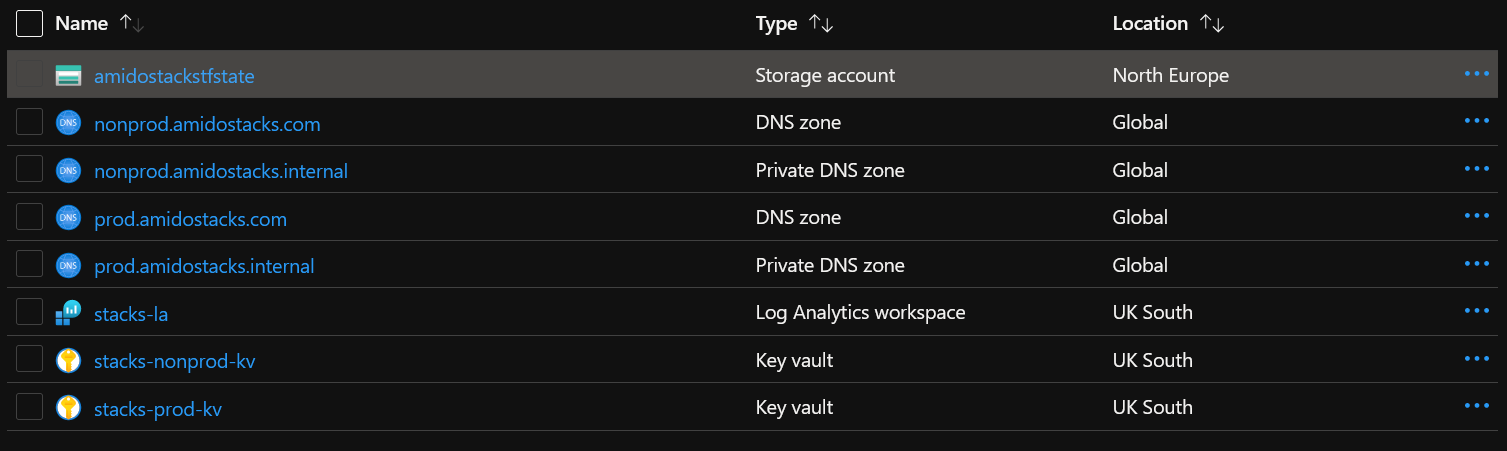 Name Type Location
amidostackstfstate Storage account North Europe
DNS nonprod.amidostacks.com DNS zone Global
DNS nonprod.amidostacks.internal Private DNS zone Global
DNS prod.amidostacks.com DNS zone Global
DNS prod.amidostacks.internal Private DNS zone Global
stacks-la Log Analytics workspace UK South
stacks-nonprod-kv Key vault UK South
stacks-prod-kv Key vault UK South